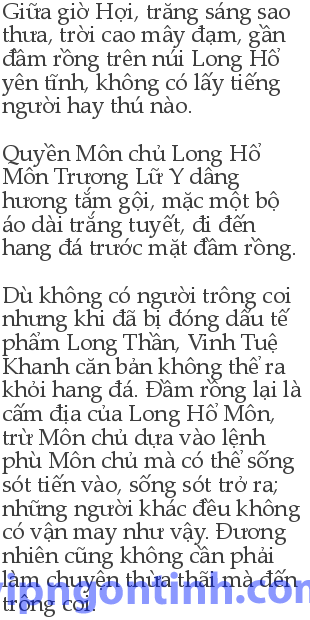 Giữa giờ Hợi, trăng sáng sao
thưa, trời cao mây đạm, gần
đầm rồng trên núi Long Hổ
yên tĩnh, không có lấy tiếng
người hay thú nào.
Quyền Môn chủ Long Hổ
Môn Trương Lữ Y dâng
hương tắm gội, mặc một bộ
áo dài trắng tuyết, đi đến
hang đá trước mặt đầm rồng.
Dù không có người trông coi
nhưng khi đã bị đóng dấu tế
phẩm Long Thần, Vinh Tuệ
Khanh căn bản không thể ra
khỏi hang đá. Đầm rồng lại là
cấm địa của Long Hổ Môn,
trừ Môn chủ dựa vào lệnh
phù Môn chủ mà có thể sống
sót tiến vào, sống sót trở ra;
những người khác đều không
có vận may như vậy. Đương
nhiên cũng không cần phải
làm chuyện thừa thãi mà đến
trông coi.
vipngontinh.com